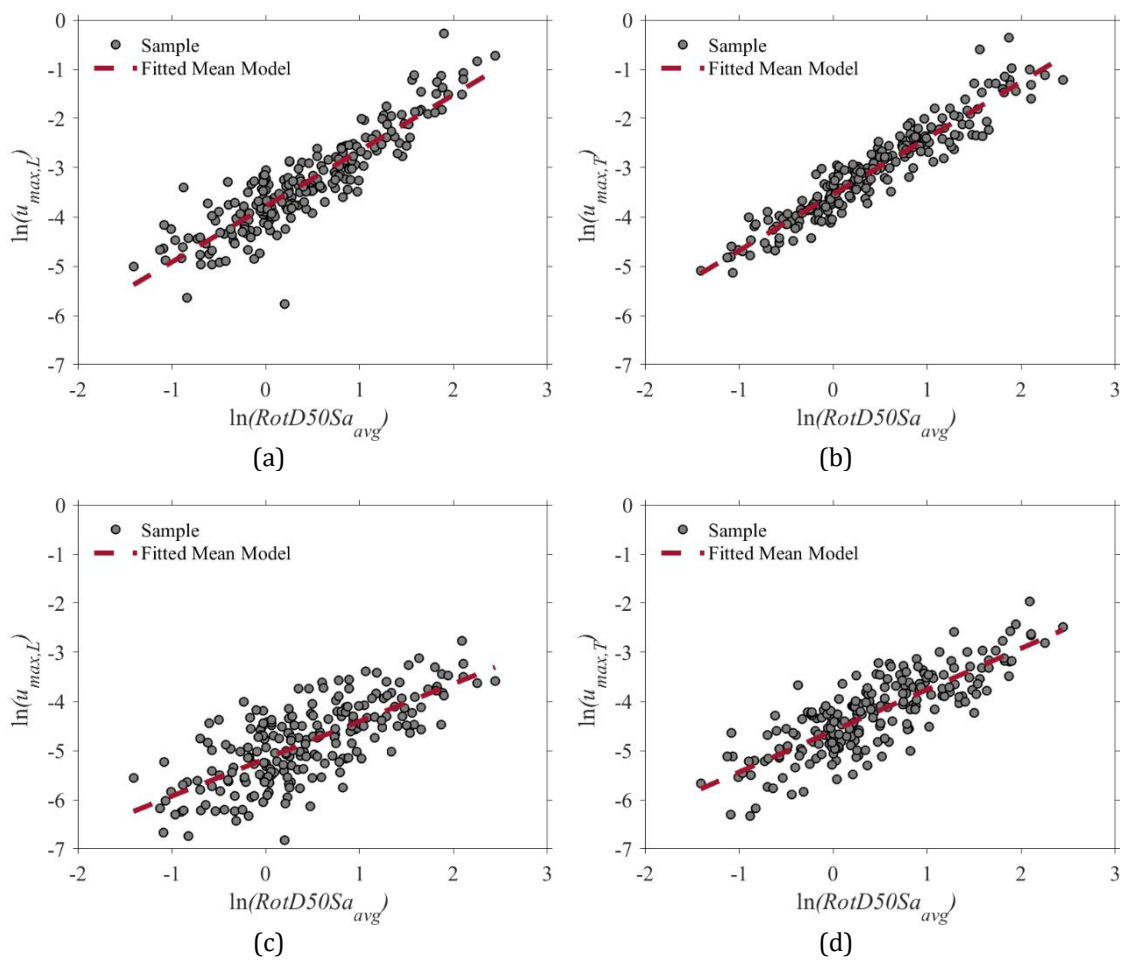 0
-1
-2
-3
-4
-5
-6
-7
ln(u_max,L)
Sample
Fitted Mean Model
-2 -1 0 1 2 3
ln(RotD50Sa_avg)
(a)
0
-1
-2
-3
-4
-5
-6
-7
ln(u_max,T)
Sample
Fitted Mean Model
-2 -1 0 1 2 3
ln(RotD50Sa_avg)
(b)
0
-1
-2
-3
-4
-5
-6
-7
ln(u_max,L)
Sample
Fitted Mean Model
-2 -1 0 1 2 3
ln(RotD50Sa_avg)
(c)
0
-1
-2
-3
-4
-5
-6
-7
ln(u_max,T)
Sample
Fitted Mean Model
-2 -1 0 1 2 3
ln(RotD50Sa_avg)
(d)